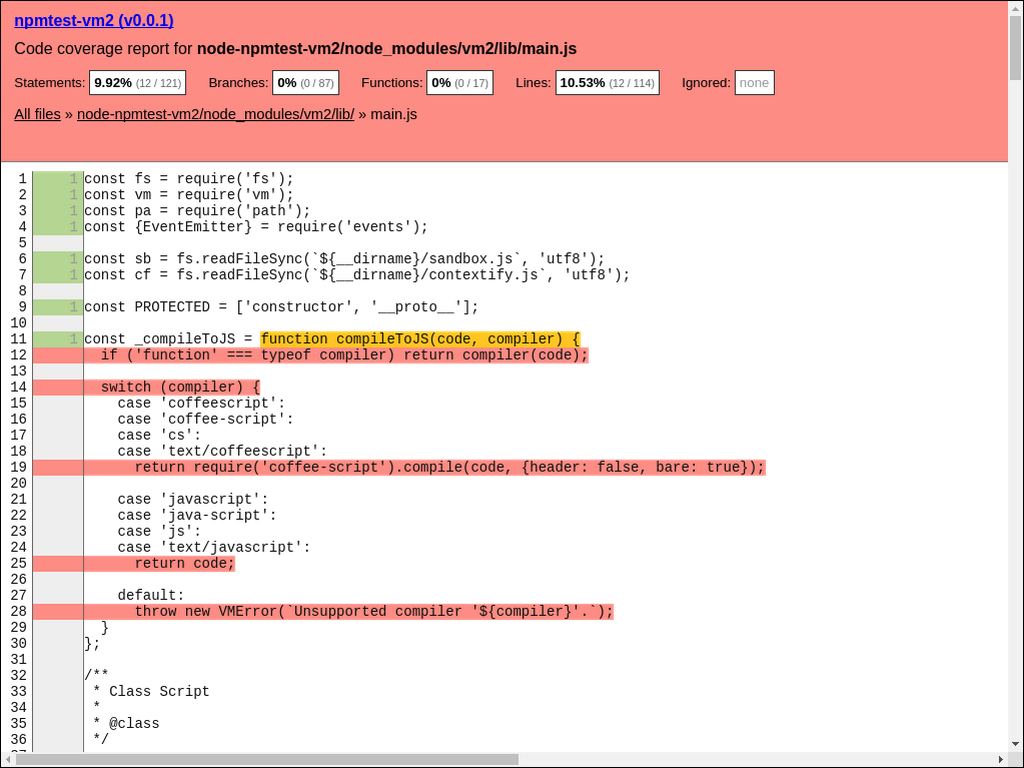 npmtest-vm2 (v0.0.1)
Code coverage report for node-npmtest-vm2/node_modules/vm2/lib/main.js
Statements: 9.92% (12 / 121) Branches: 0% (0 / 87) Functions: 0% (0 / 17) Lines: 10.53% (12 / 114) Ignored: none
All files » node-npmtest-vm2/node_modules/vm2/lib/ » main.js
1 1 const fs = require('fs');
2 1 const vm = require('vm');
3 1 const pa = require('path');
4 1 const {EventEmitter} = require('events');
5
6 1 const sb = fs.readFileSync(`${__dirname}/sandbox.js`, 'utf8');
7 1 const cf = fs.readFileSync(`${__dirname}/contextify.js`, 'utf8');
8
9 1 const PROTECTED = ['constructor', '__proto__'];
10
11 1 const _compileToJS = function compileToJS(code, compiler) {
12 if ('function' === typeof compiler) return compiler(code);
13
14 switch (compiler) {
15 case 'coffeescript':
16 case 'coffee-script':
17 case 'cs':
18 case 'text/coffeescript':
19 return require('coffee-script').compile(code, {header: false, bare: true});
20
21 case 'javascript':
22 case 'java-script':
23 case 'js':
24 case 'text/javascript':
25 return code;
26
27 default:
28 throw new VMError(`Unsupported compiler '${compiler}'.`);
29 }
30 };
31
32 /**
33 * Class Script
34 *
35 * @class
36 */